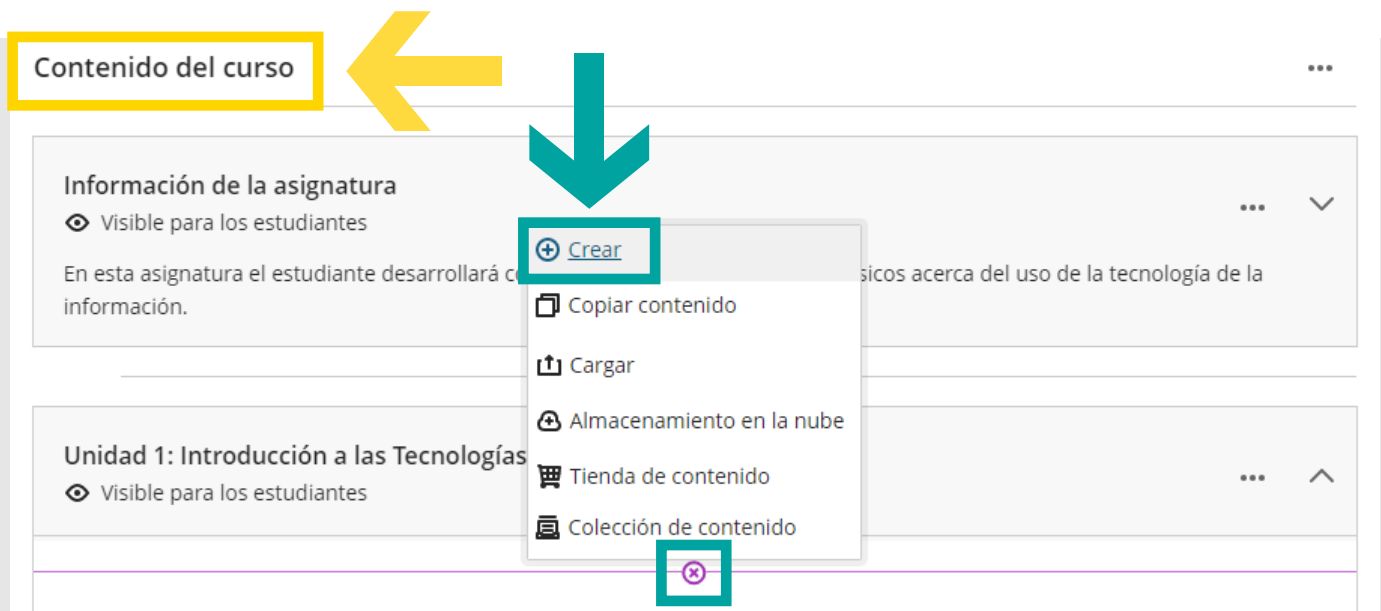 Contenido del curso
Información de la asignatura
Visible para los estudiantes
En esta asignatura el estudiante desarrollará sicos acerca del uso de la tecnología de la
información.
Crear
Copiar contenido
Cargar
Almacenamiento en la nube
Tienda de contenido
Colección de contenido
Unidad 1: Introducción a las Tecnologías
Visible para los estudiantes